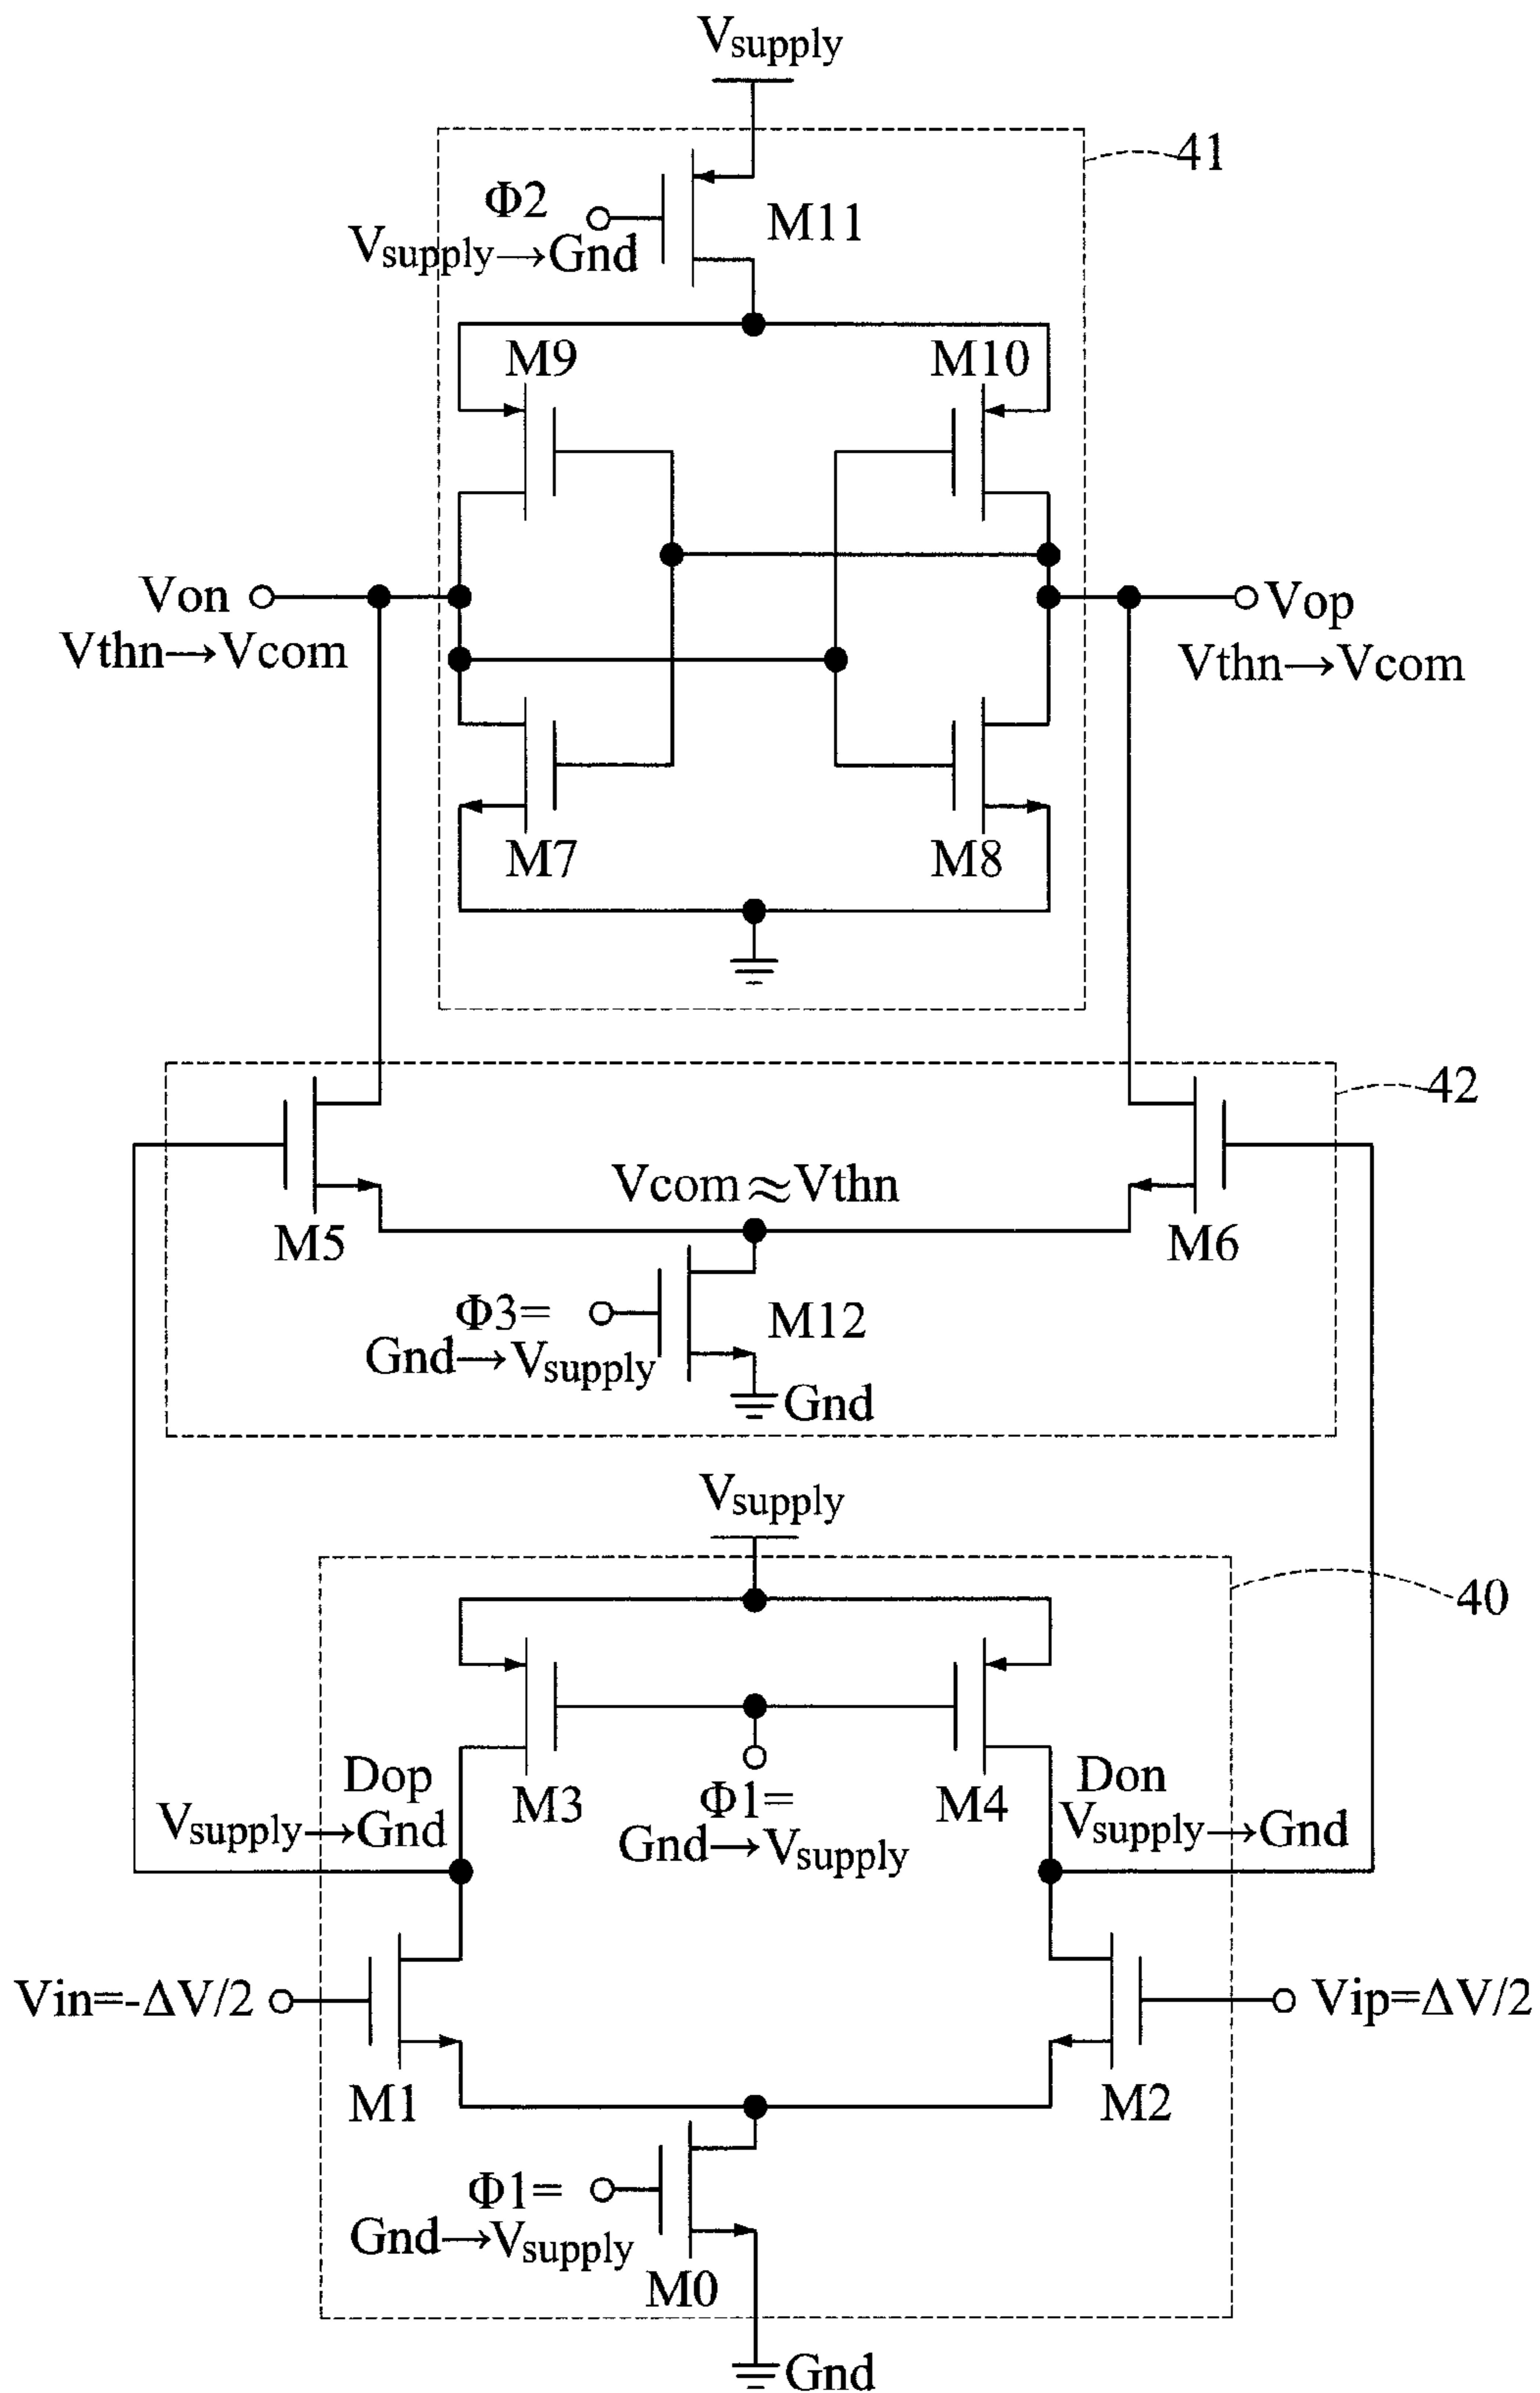 Vsupply
41
Φ2
Vsupply→Gnd
M11
M9
M10
Von
Vthn→Vcom
Vop
Vthn→Vcom
M7
M8
42
Vcom≈Vthn
M5
M6
Φ3=
Gnd→Vsupply
M12
Gnd
Vsupply
40
Dop
Vsupply→Gnd
M3
Φ1=
Gnd→Vsupply
M4
Don
Vsupply→Gnd
Vin=-ΔV/2
Vip=ΔV/2
M1
M2
Φ1=
Gnd→Vsupply
M0
Gnd